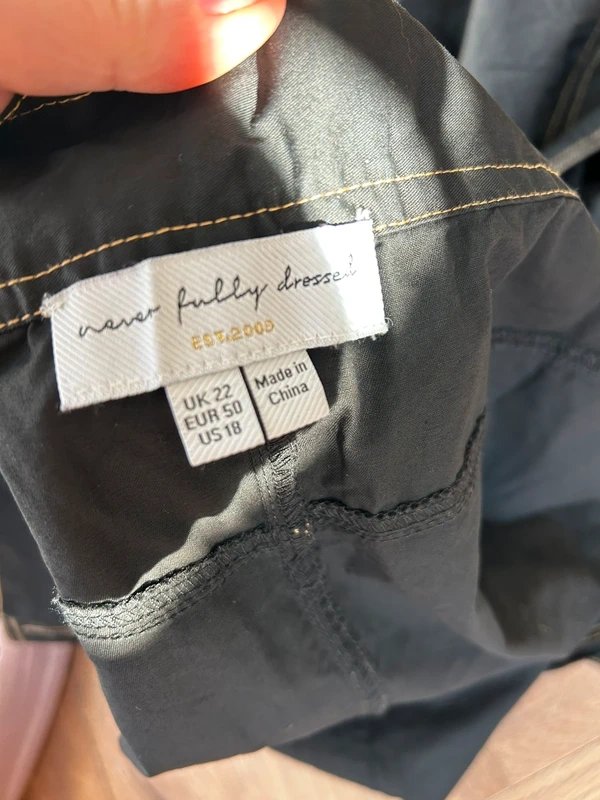 never fully dressed
EST.2009
UK 22
EUR 50
US 18
Made in
China